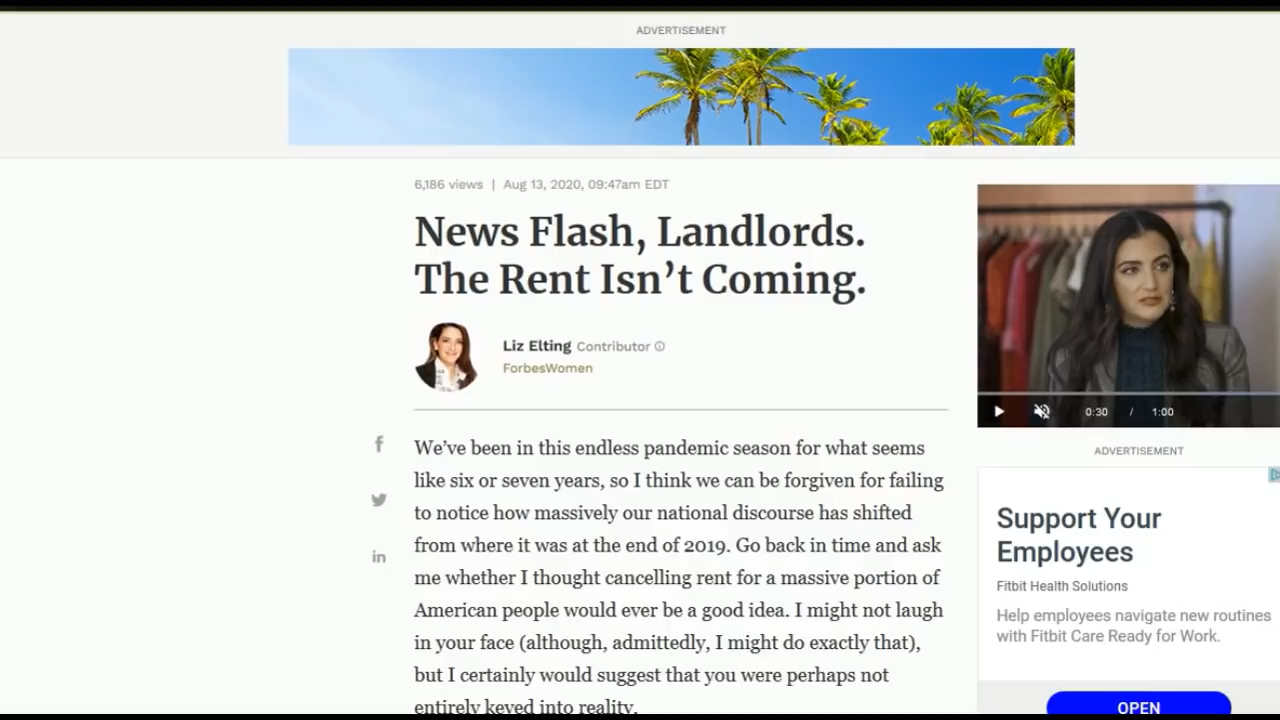 ADVERTISEMENT
6,186 views | Aug 13, 2020, 09:47am EDT
News Flash, Landlords.
The Rent Isn’t Coming.
Liz Elting Contributor
ForbesWomen
We’ve been in this endless pandemic season for what seems
like six or seven years, so I think we can be forgiven for failing
to notice how massively our national discourse has shifted
from where it was at the end of 2019. Go back in time and ask
me whether I thought cancelling rent for a massive portion of
American people would ever be a good idea. I might not laugh
in your face (although, admittedly, I might do exactly that),
but I certainly would suggest that you were perhaps not
entirely keyed into reality.
0:30 / 1:00
ADVERTISEMENT
Support Your
Employees
Fitbit Health Solutions
Help employees navigate new routines
with Fitbit Care Ready for Work.
OPEN